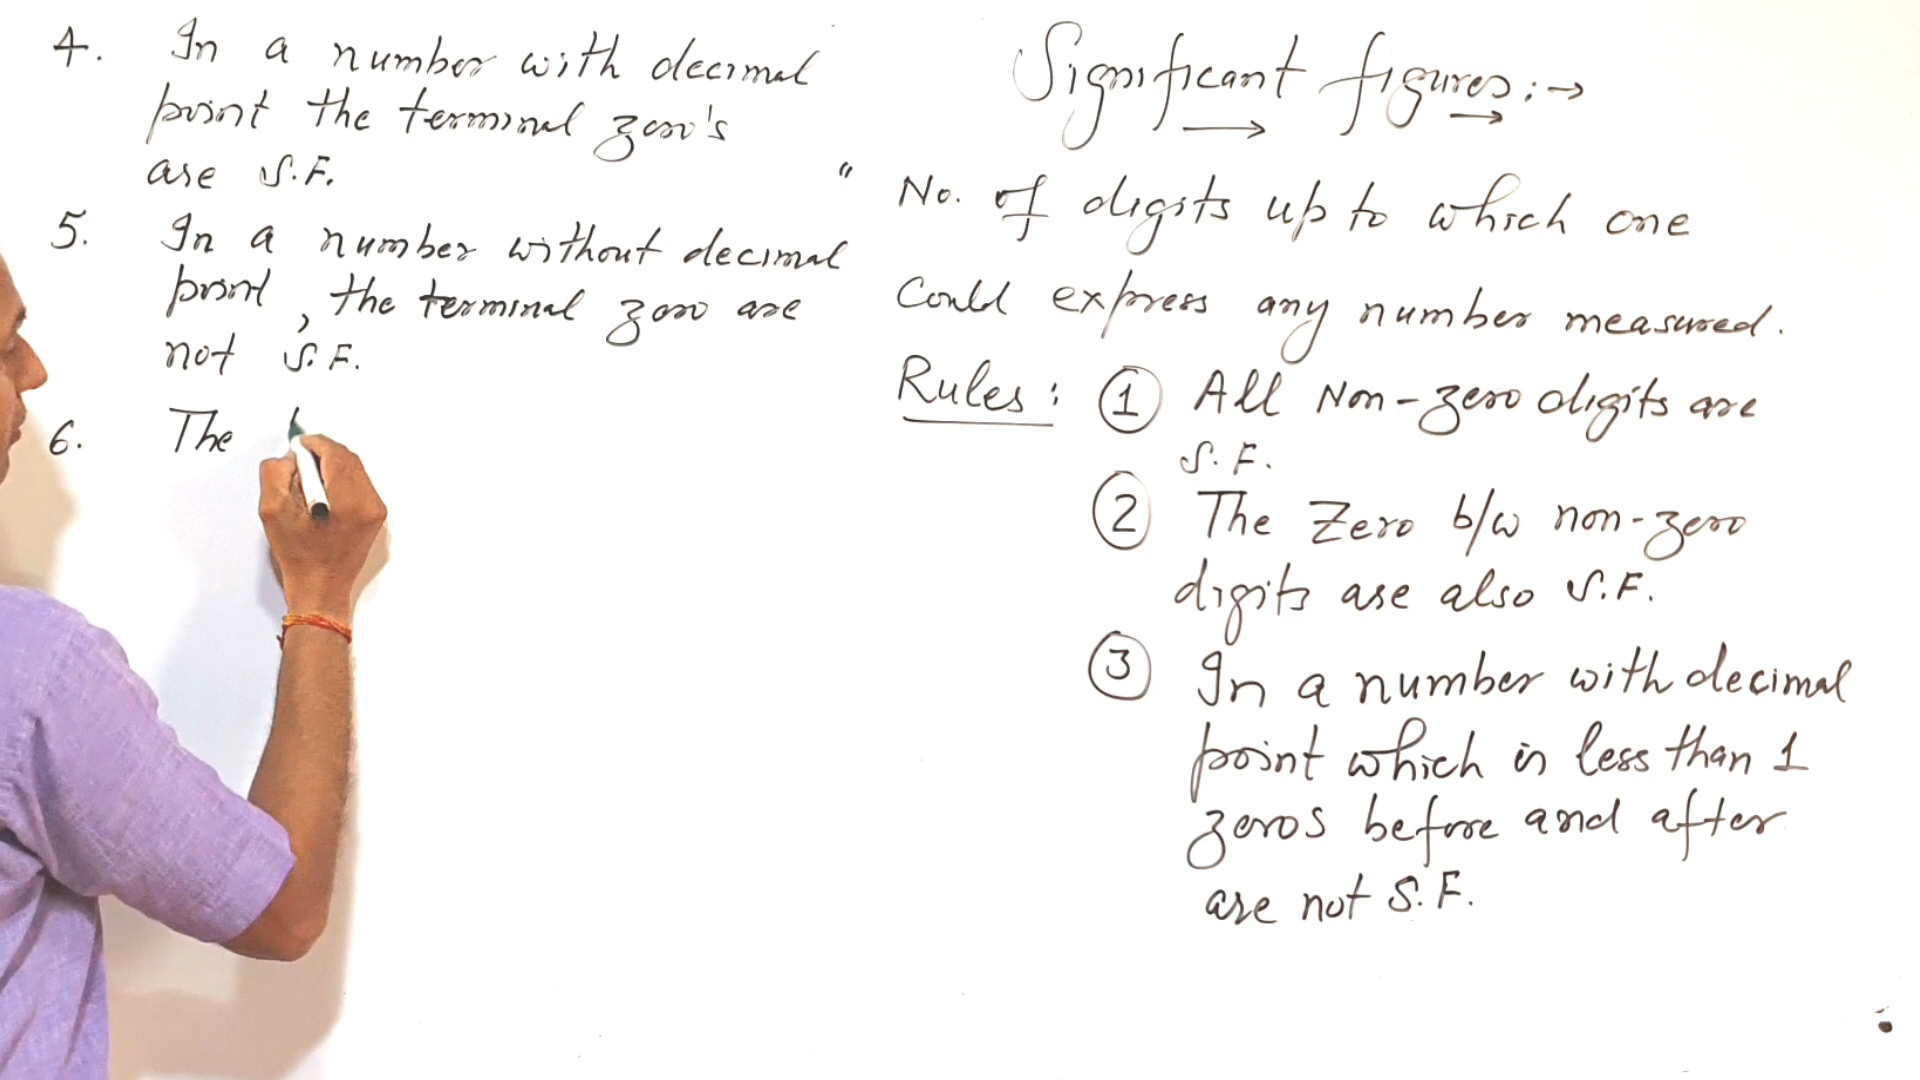 Significant figures :→
" No. of digits up to which one
Could express any number measured.
Rules : ① All Non-zero digits are
S.F.
② The Zero b/w non-zero
digits are also S.F.
③ In a number with decimal
point which is less than 1
zeros before and after
are not S.F.
4. In a number with decimal
point the terminal zero's
are S.F.
5. In a number without decimal
point, the terminal zero are
not S.F.
6. The